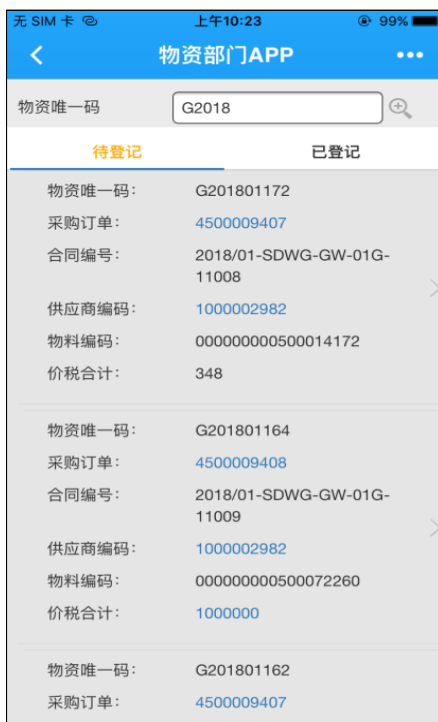 无 SIM 卡 上午10:23 99%
物资部门APP
物资唯一码 G2018
待登记 已登记
物资唯一码: G201801172
采购订单: 4500009407
合同编号: 2018/01-SDWG-GW-01G-
11008
供应商编码: 1000002982
物料编码: 000000000500014172
价税合计: 348
物资唯一码: G201801164
采购订单: 4500009408
合同编号: 2018/01-SDWG-GW-01G-
11009
供应商编码: 1000002982
物料编码: 000000000500072260
价税合计: 1000000
物资唯一码: G201801162
采购订单: 4500009407